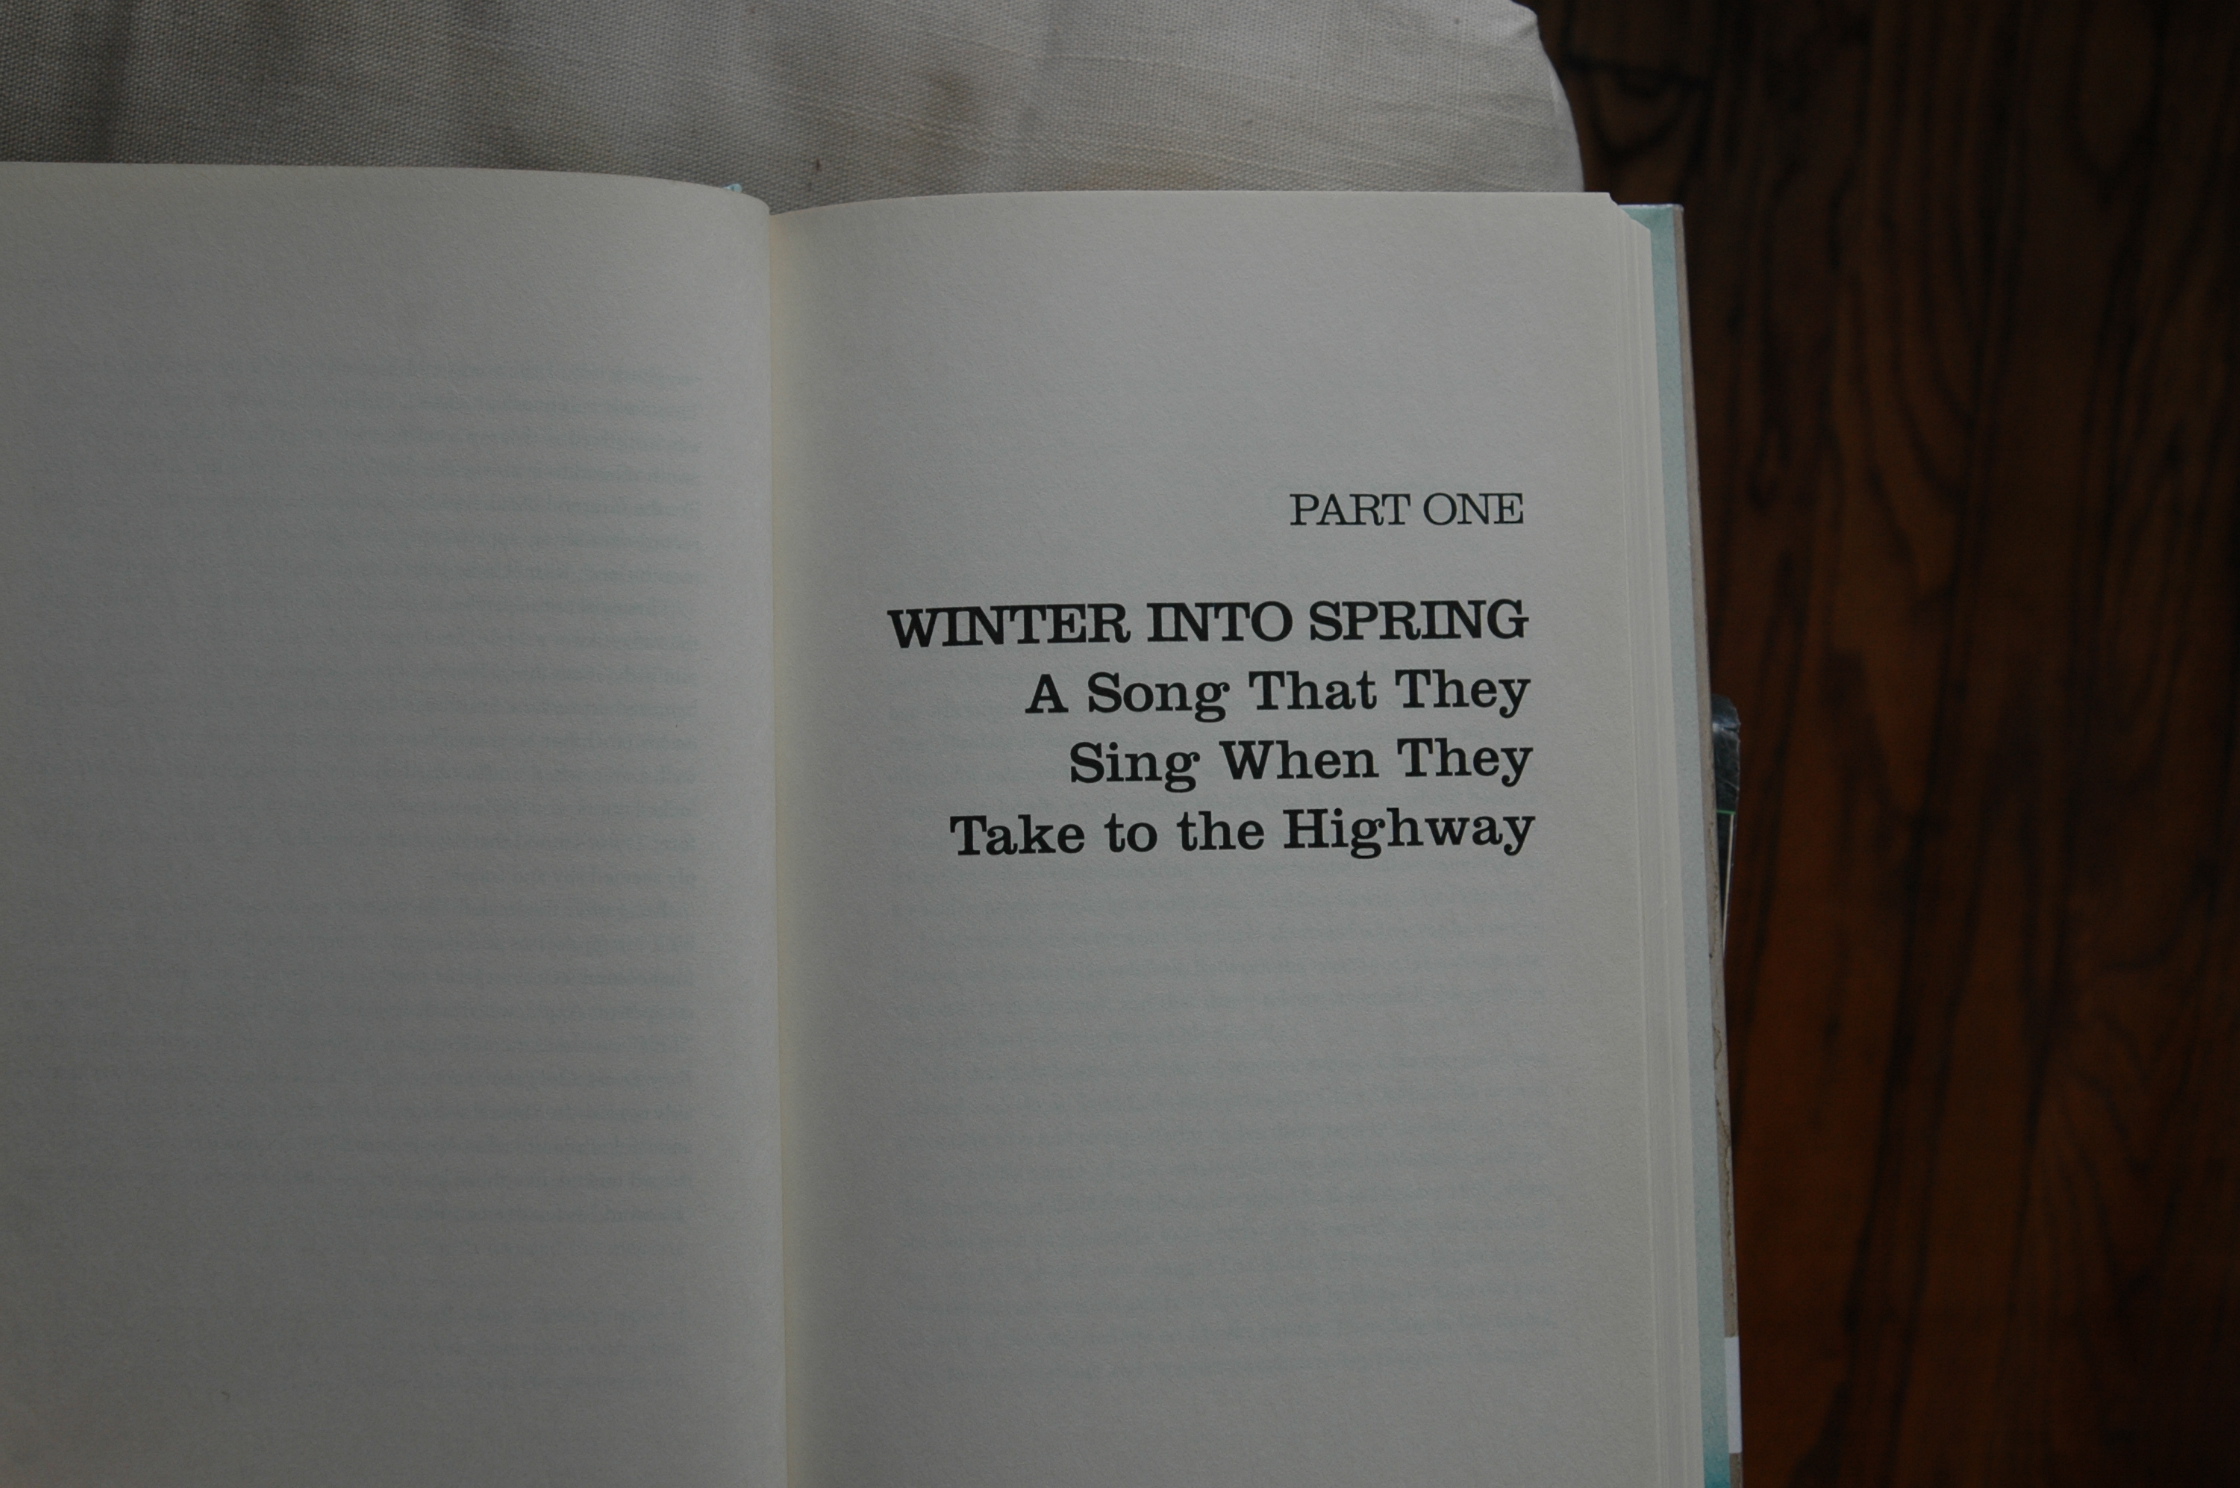 PART ONE
WINTER INTO SPRING
A Song That They
Sing When They
Take to the Highway